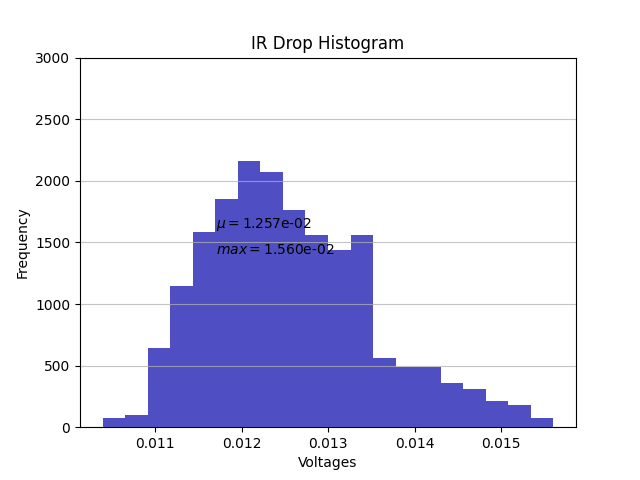 IR Drop Histogram
3000
2500
2000
1500
1000
500
0
Frequency
μ = 1.257e-02
max = 1.560e-02
0.011 0.012 0.013 0.014 0.015
Voltages